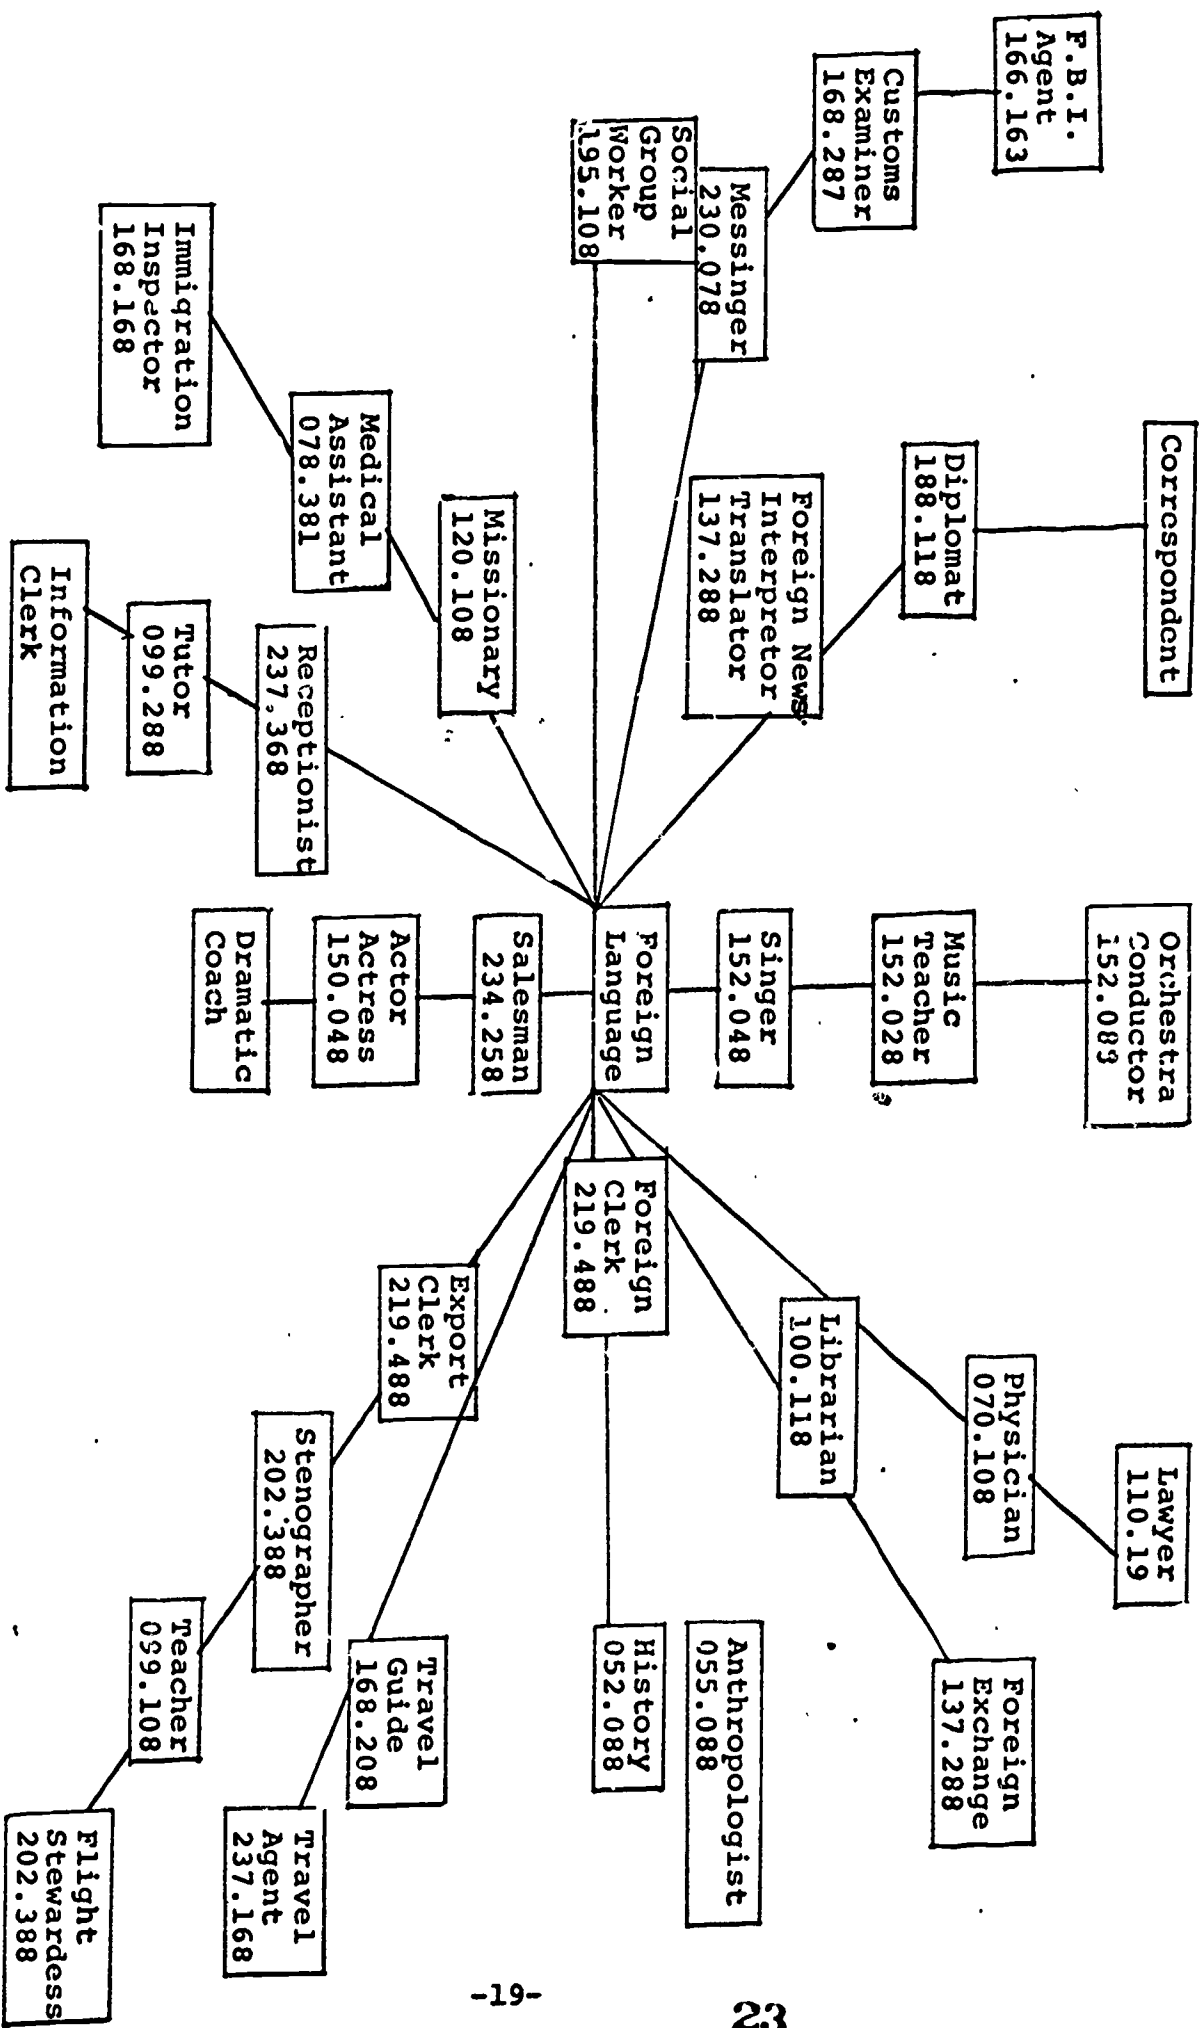 F.B.I.
Agent
166.163
Correspondent
Orchestra
Conductor
152.089
Lawyer
110.19
Customs
Examiner
168.287
Diplomat
188.118
Music
Teacher
152.028
Physician
070.108
Foreign
Exchange
137.288
Messinger
230.078
Foreign News
Interpretor
Translator
137.288
Singer
152.048
Librarian
100.118
Anthropologist
055.088
Social
Group
Worker
195.108
Foreign
Language
Foreign
Clerk
219.488
History
052.088
Missionary
120.108
Salesman
234.258
Export
Clerk
219.488
Medical
Assistant
078.381
Actor
Actress
150.048
Travel
Guide
168.208
Receptionist
237.368
Dramatic
Coach
Stenographer
202.388
Travel
Agent
237.168
Immigration
Inspector
168.168
Tutor
099.288
Teacher
099.108
Information
Clerk
Flight
Stewardess
202.388
-19-
23